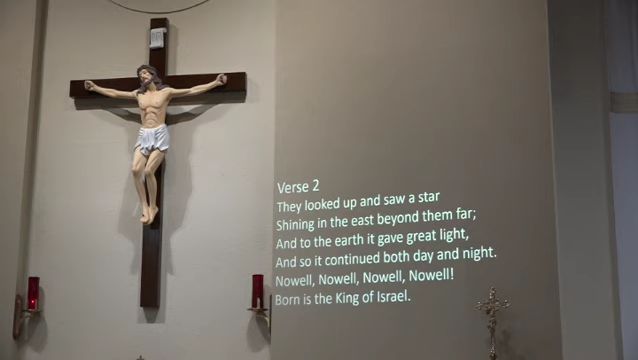 Verse 2
They looked up and saw a star
Shining in the east beyond them far;
And to the earth it gave great light,
And so it continued both day and night.
Nowell, Nowell, Nowell, Nowell!
Born is the King of Israel.